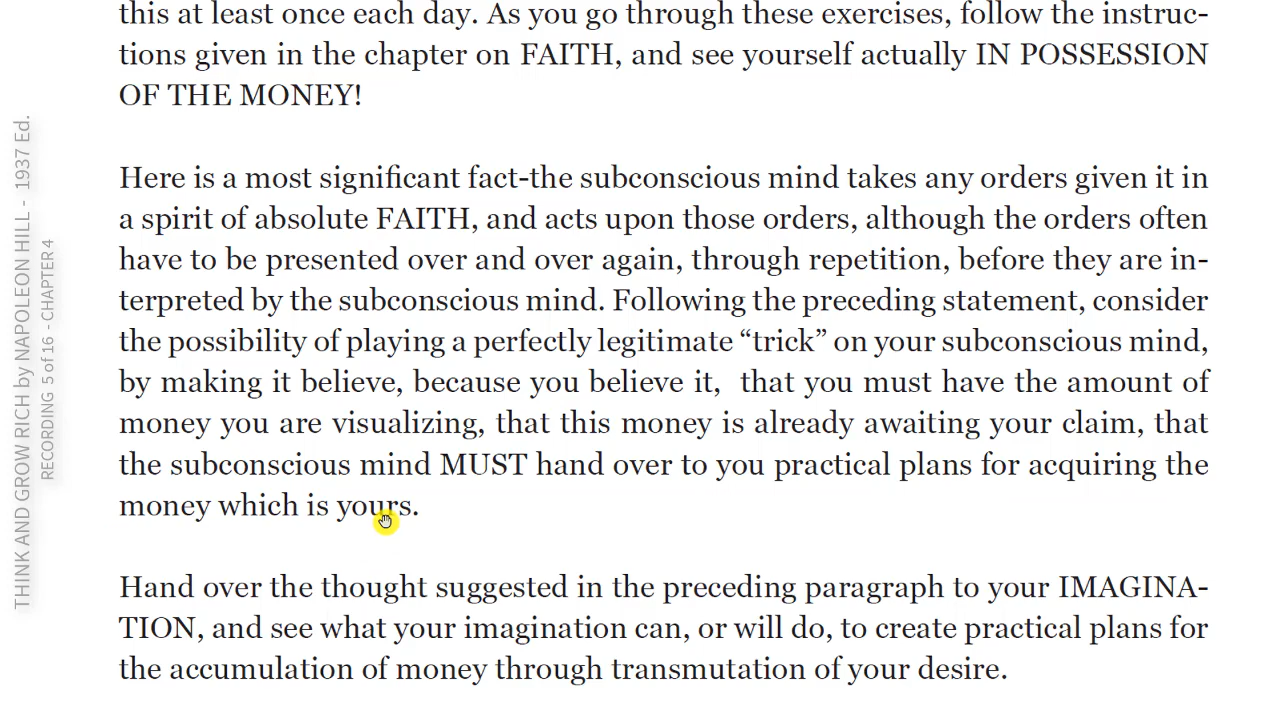 this at least once each day. As you go through these exercises, follow the instruc-
tions given in the chapter on FAITH, and see yourself actually IN POSSESSION
OF THE MONEY!
Here is a most significant fact-the subconscious mind takes any orders given it in
a spirit of absolute FAITH, and acts upon those orders, although the orders often
have to be presented over and over again, through repetition, before they are in-
terpreted by the subconscious mind. Following the preceding statement, consider
the possibility of playing a perfectly legitimate “trick” on your subconscious mind,
by making it believe, because you believe it,  that you must have the amount of
money you are visualizing, that this money is already awaiting your claim, that
the subconscious mind MUST hand over to you practical plans for acquiring the
money which is yours.
Hand over the thought suggested in the preceding paragraph to your IMAGINA-
TION, and see what your imagination can, or will do, to create practical plans for
the accumulation of money through transmutation of your desire.
THINK AND GROW RICH by NAPOLEON HILL - 1937 Ed.
RECORDING 5 of 16 - CHAPTER 4